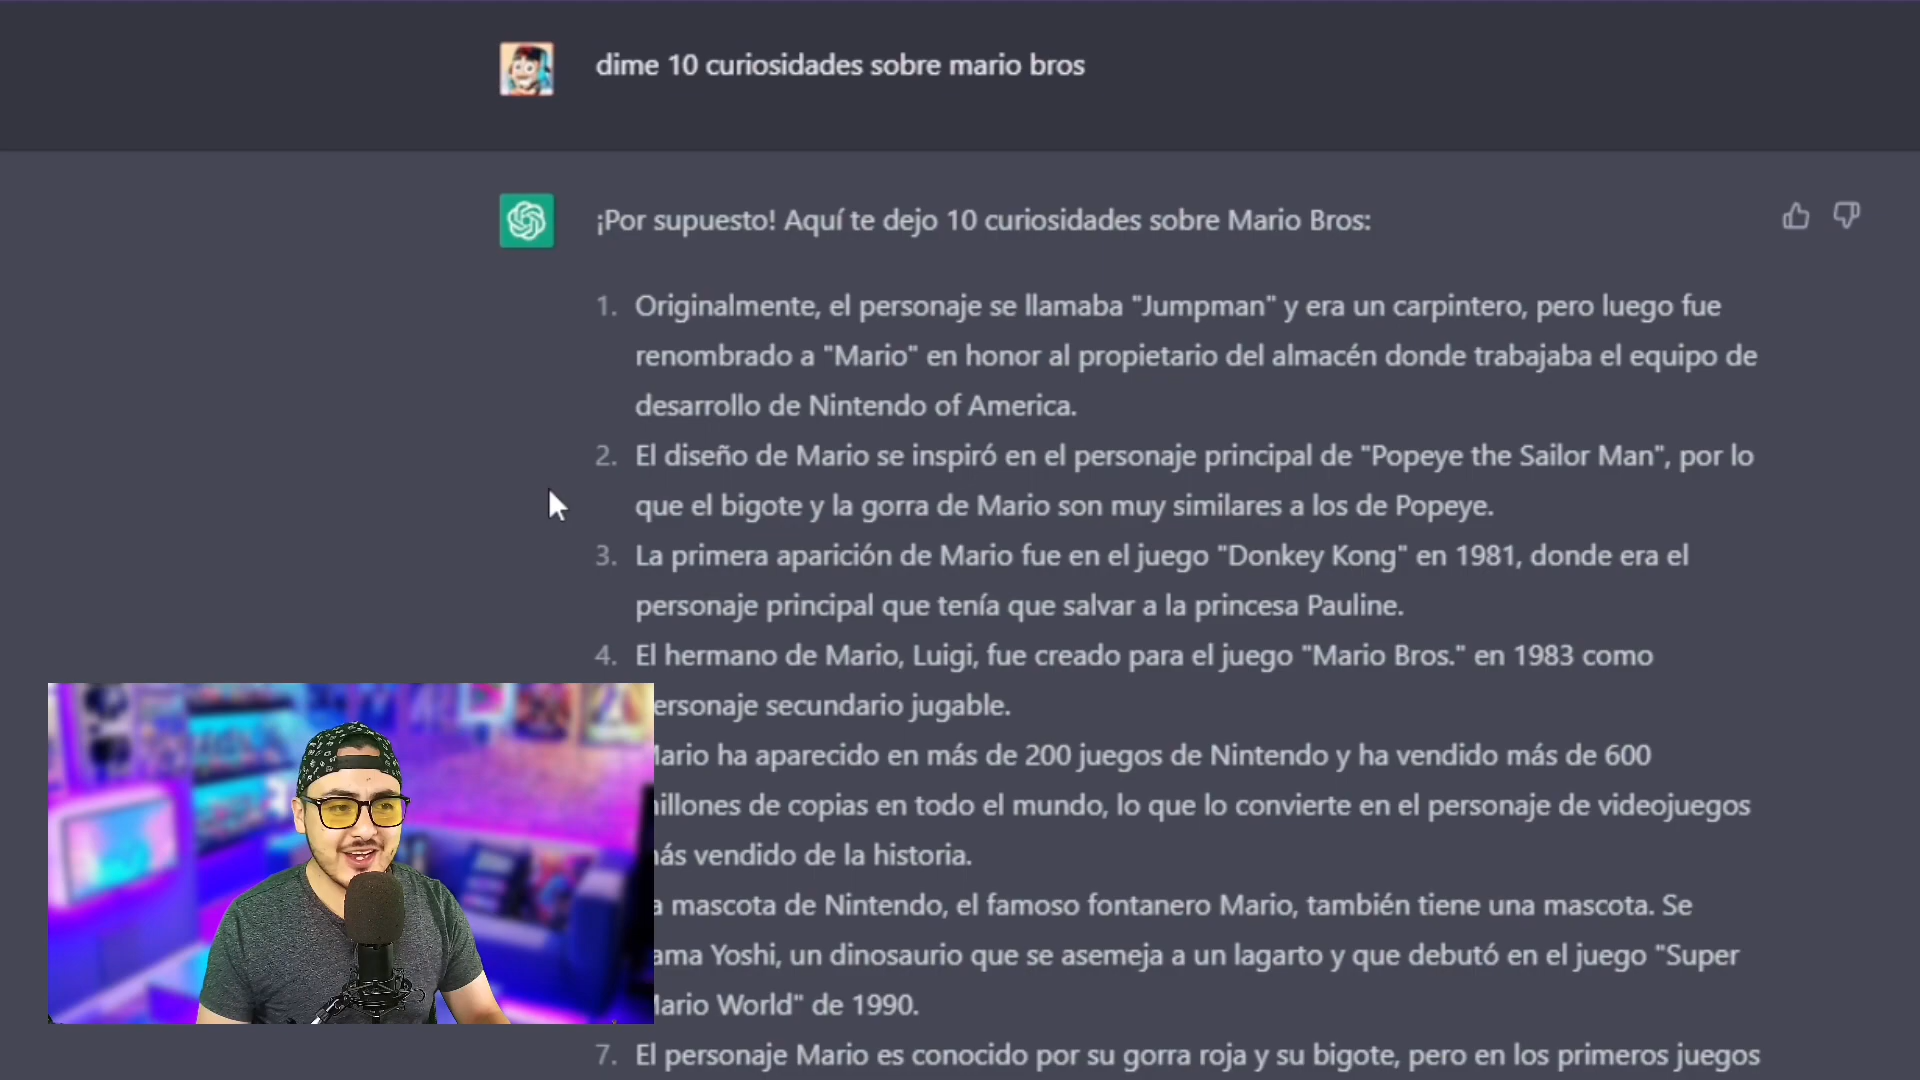 dime 10 curiosidades sobre mario bros
¡Por supuesto! Aquí te dejo 10 curiosidades sobre Mario Bros:
1. Originalmente, el personaje se llamaba "Jumpman" y era un carpintero, pero luego fue
renombrado a "Mario" en honor al propietario del almacén donde trabajaba el equipo de
desarrollo de Nintendo of America.
2. El diseño de Mario se inspiró en el personaje principal de "Popeye the Sailor Man", por lo
que el bigote y la gorra de Mario son muy similares a los de Popeye.
3. La primera aparición de Mario fue en el juego "Donkey Kong" en 1981, donde era el
personaje principal que tenía que salvar a la princesa Pauline.
4. El hermano de Mario, Luigi, fue creado para el juego "Mario Bros." en 1983 como
ersonaje secundario jugable.
ario ha aparecido en más de 200 juegos de Nintendo y ha vendido más de 600
illones de copias en todo el mundo, lo que lo convierte en el personaje de videojuegos
ás vendido de la historia.
a mascota de Nintendo, el famoso fontanero Mario, también tiene una mascota. Se
ama Yoshi, un dinosaurio que se asemeja a un lagarto y que debutó en el juego "Super
ario World" de 1990.
7. El personaje Mario es conocido por su gorra roja y su bigote, pero en los primeros juegos